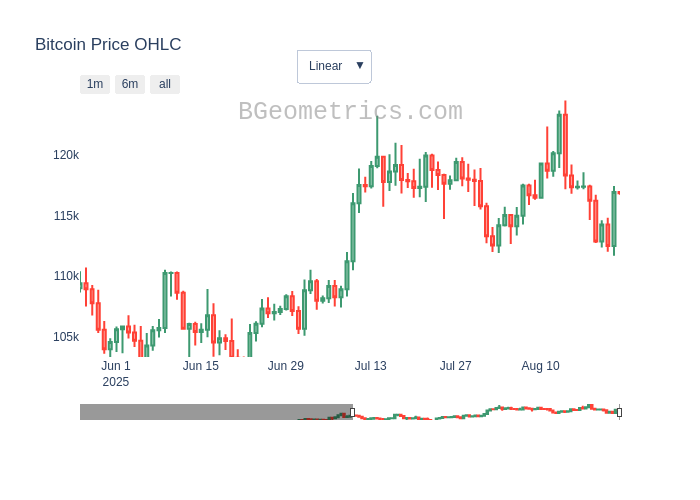 Bitcoin Price OHLC
Linear ▼
1m 6m all
BGeometrics.com
120k
115k
110k
105k
Jun 1 Jun 15 Jun 29 Jul 13 Jul 27 Aug 10
2025